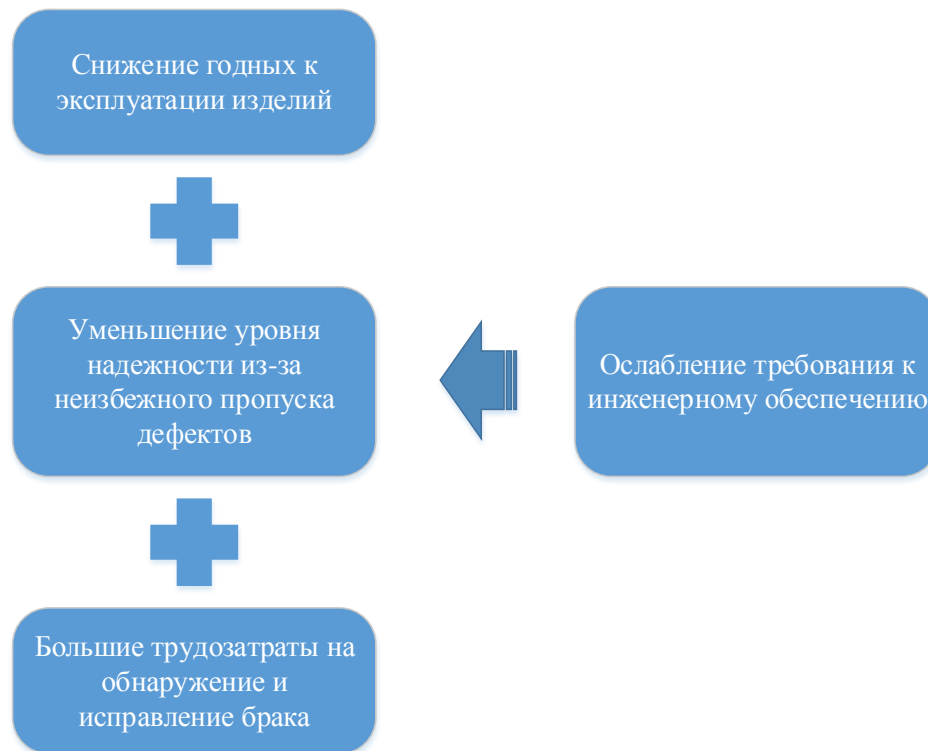 Снижение годных к
эксплуатации изделий
Уменьшение уровня
надежности из-за
неизбежного пропуска
дефектов
Ослабление требования к
инженерному обеспечению
Большие трудозатраты на
обнаружение и
исправление брака